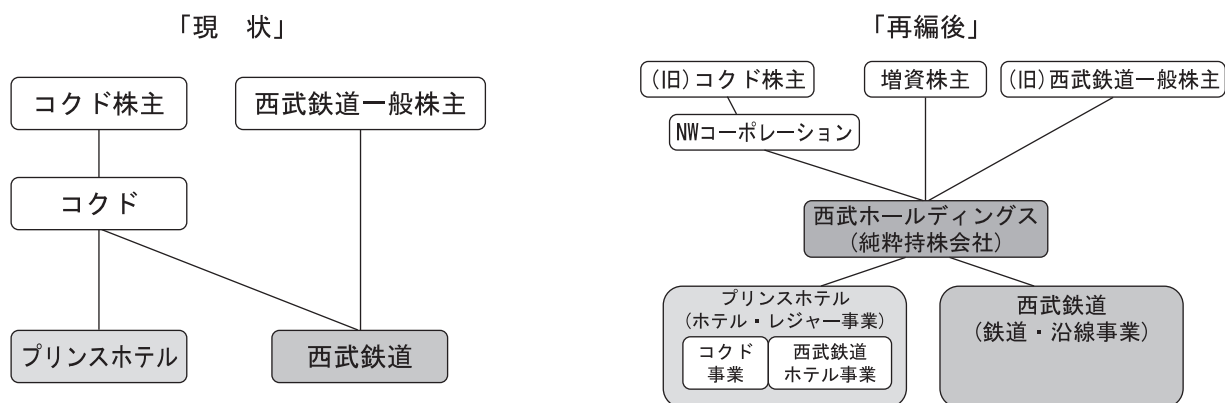 「現　状」
コクド株主
西武鉄道一般株主
コクド
プリンスホテル
西武鉄道
「再編後」
(旧)コクド株主
増資株主
(旧)西武鉄道一般株主
NWコーポレーション
西武ホールディングス
(純粋持株会社)
プリンスホテル
(ホテル・レジャー事業)
コクド
事業
西武鉄道
ホテル事業
西武鉄道
(鉄道・沿線事業)